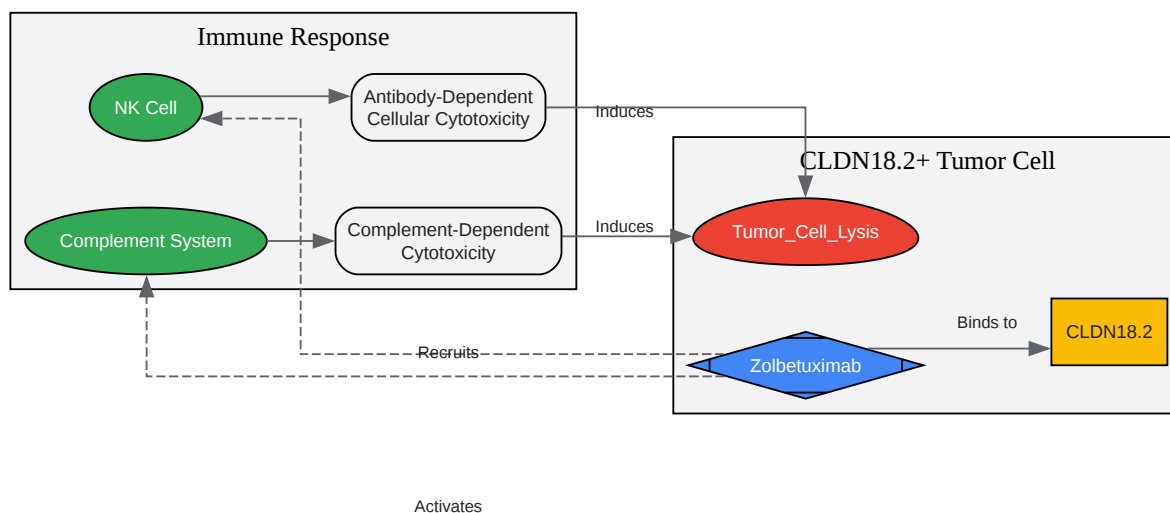 Immune Response
NK Cell
Antibody-Dependent
Cellular Cytotoxicity
Induces
CLDN18.2+ Tumor Cell
Complement System
Complement-Dependent
Cytotoxicity
Induces
Tumor_Cell_Lysis
Binds to
CLDN18.2
Recruits
Zolbetuximab
Activates